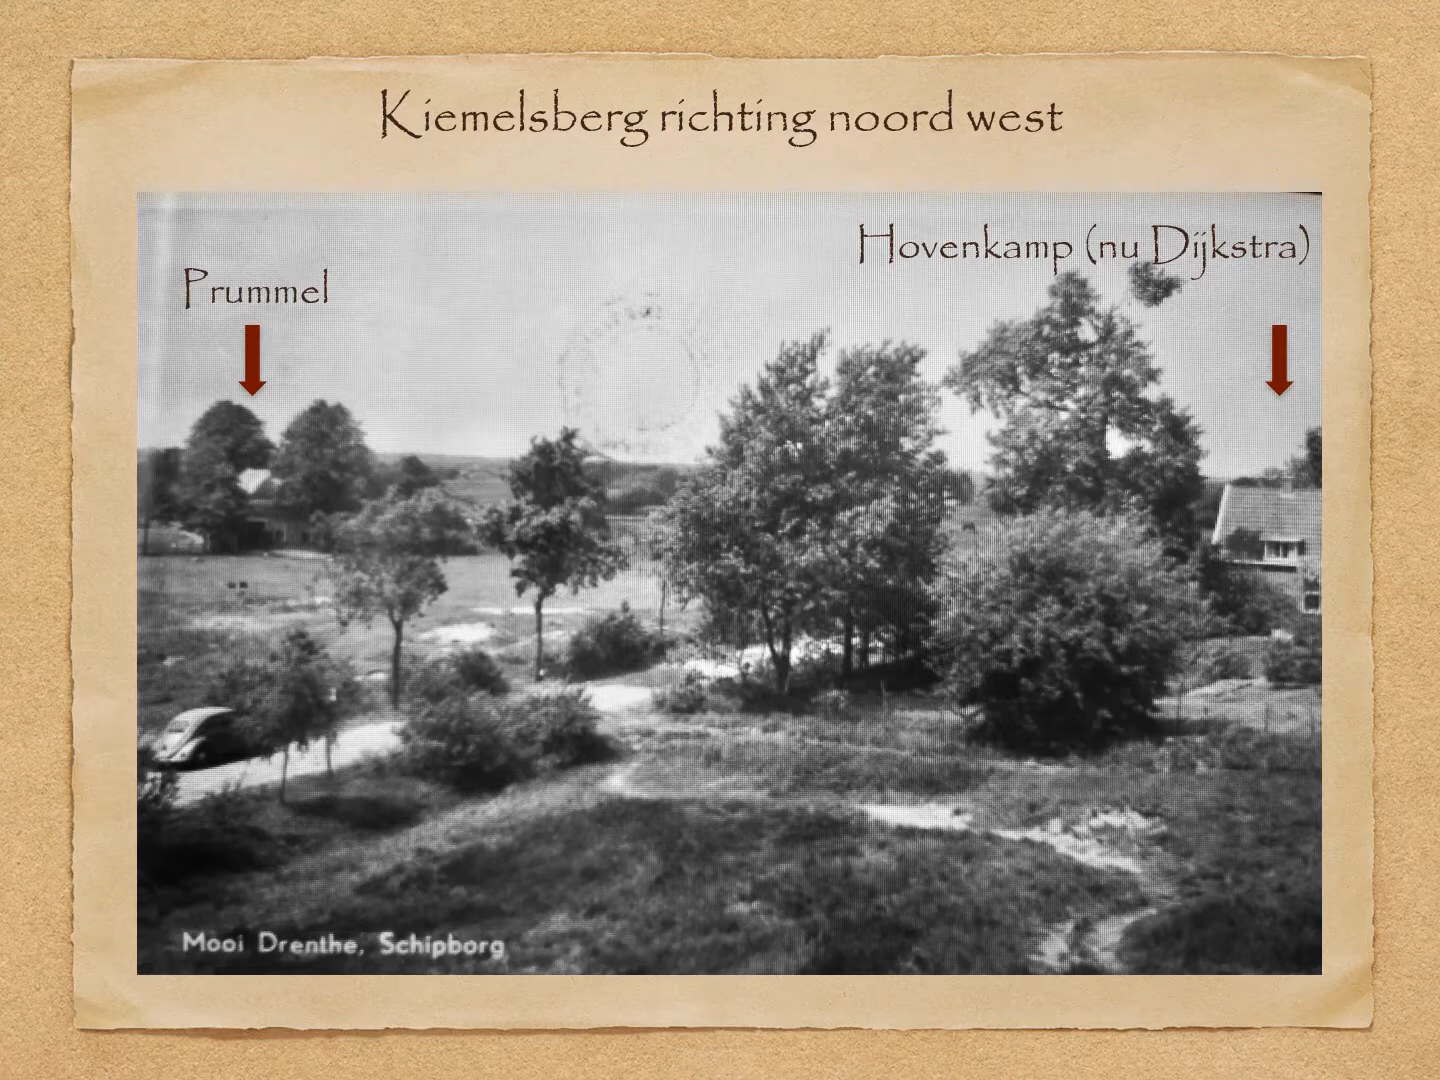 Kiemelsberg richting noord west
Hovenkamp (nu Dijkstra)
Prummel
Mooi Drenthe, Schipborg